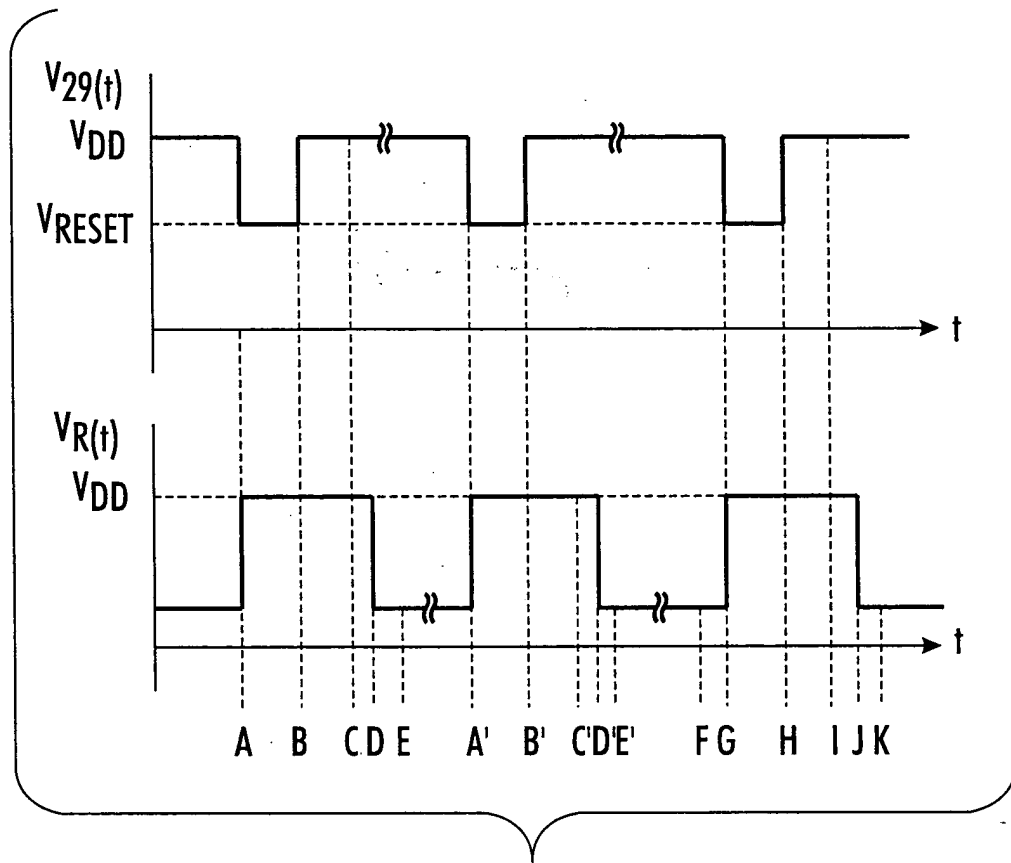 V29(t)
VDD
VRESET
t
VR(t)
VDD
t
A B C D E A' B' C' D' E' F G H I J K